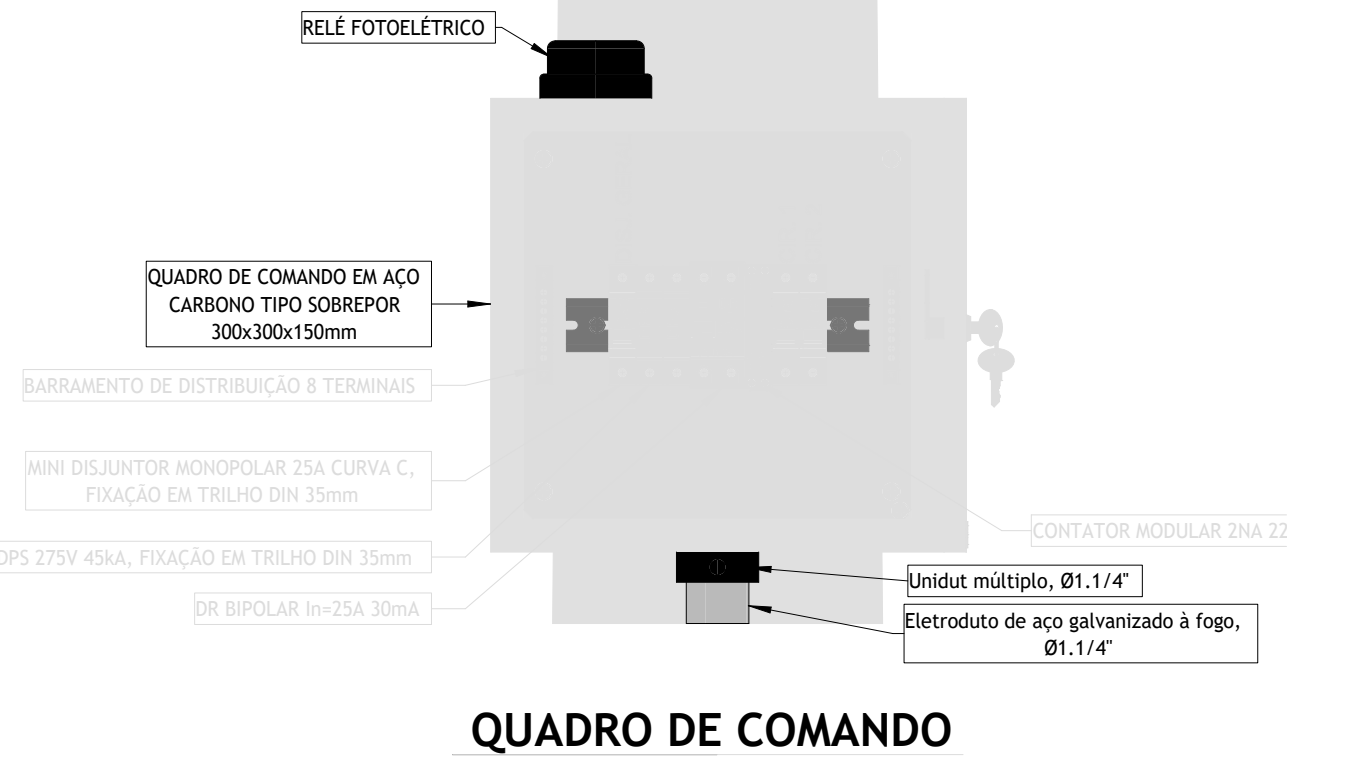 RELÉ FOTOELÉTRICO
QUADRO DE COMANDO EM AÇO
CARBONO TIPO SOBREPOR
300x300x150mm
BARRAMENTO DE DISTRIBUIÇÃO 8 TERMINAIS
MINI DISJUNTOR MONOPOLAR 25A CURVA C,
FIXAÇÃO EM TRILHO DIN 35mm
DPS 275V 45kA, FIXAÇÃO EM TRILHO DIN 35mm
DR BIPOLAR In=25A 30mA
CONTATOR MODULAR 2NA 22
Unidut múltiplo, Ø1.1/4"
Eletroduto de aço galvanizado à fogo,
Ø1.1/4"
QUADRO DE COMANDO